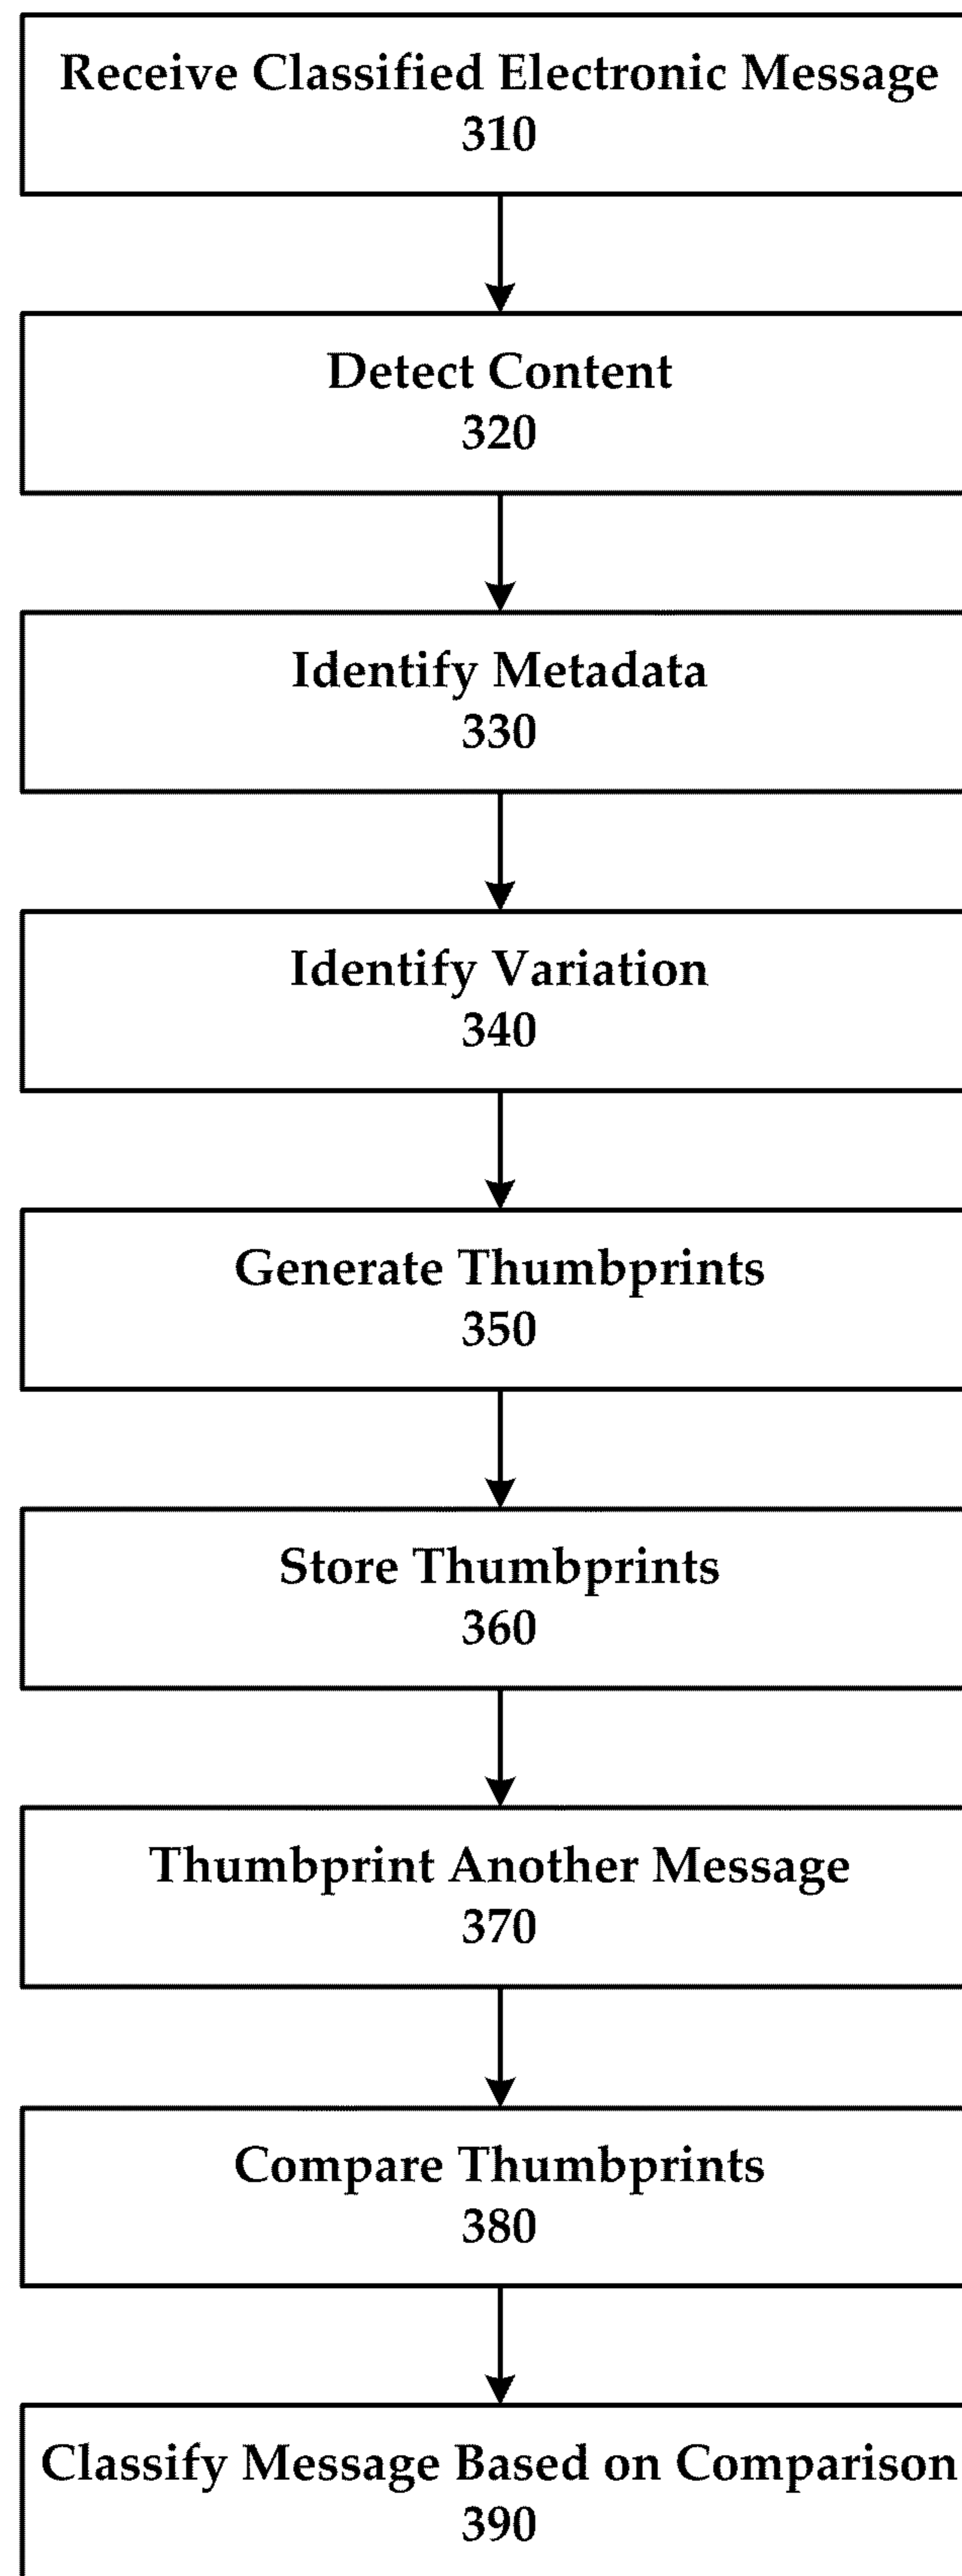 Receive Classified Electronic Message
310
Detect Content
320
Identify Metadata
330
Identify Variation
340
Generate Thumbprints
350
Store Thumbprints
360
Thumbprint Another Message
370
Compare Thumbprints
380
Classify Message Based on Comparison
390